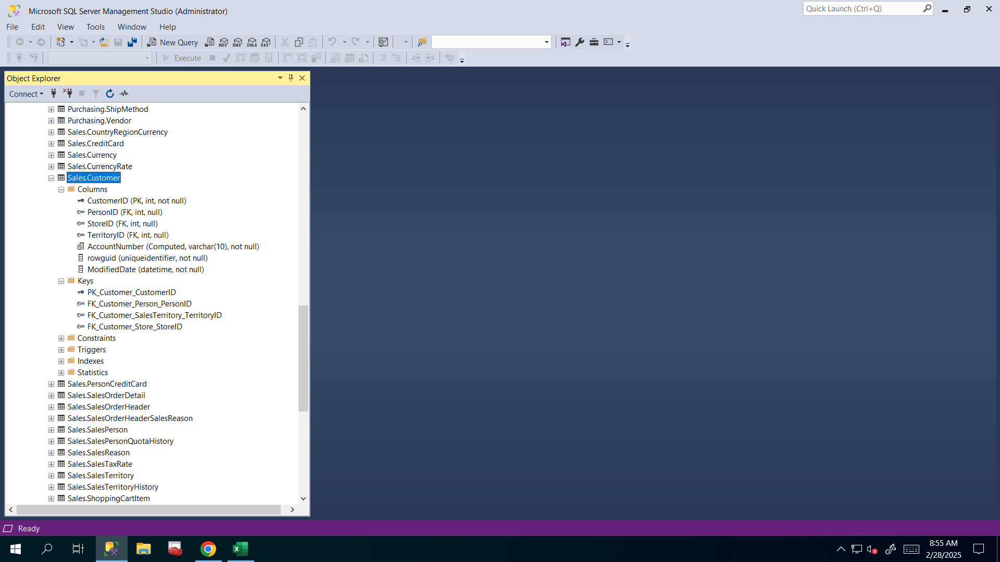 Microsoft SQL Server Management Studio (Administrator)
Quick Launch (Ctrl+Q)
File Edit View Tools Window Help
New Query MDX DMX XMLA DAX
Execute
Object Explorer
Connect
Purchasing.ShipMethod
Purchasing.Vendor
Sales.CountryRegionCurrency
Sales.CreditCard
Sales.Currency
Sales.CurrencyRate
Sales.Customer
Columns
CustomerID (PK, int, not null)
PersonID (FK, int, null)
StoreID (FK, int, null)
TerritoryID (FK, int, null)
AccountNumber (Computed, varchar(10), not null)
rowguid (uniqueidentifier, not null)
ModifiedDate (datetime, not null)
Keys
PK_Customer_CustomerID
FK_Customer_Person_PersonID
FK_Customer_SalesTerritory_TerritoryID
FK_Customer_Store_StoreID
Constraints
Triggers
Indexes
Statistics
Sales.PersonCreditCard
Sales.SalesOrderDetail
Sales.SalesOrderHeader
Sales.SalesOrderHeaderSalesReason
Sales.SalesPerson
Sales.SalesPersonQuotaHistory
Sales.SalesReason
Sales.SalesTaxRate
Sales.SalesTerritory
Sales.SalesTerritoryHistory
Sales.ShoppingCartItem
Ready
8:55 AM
2/28/2025